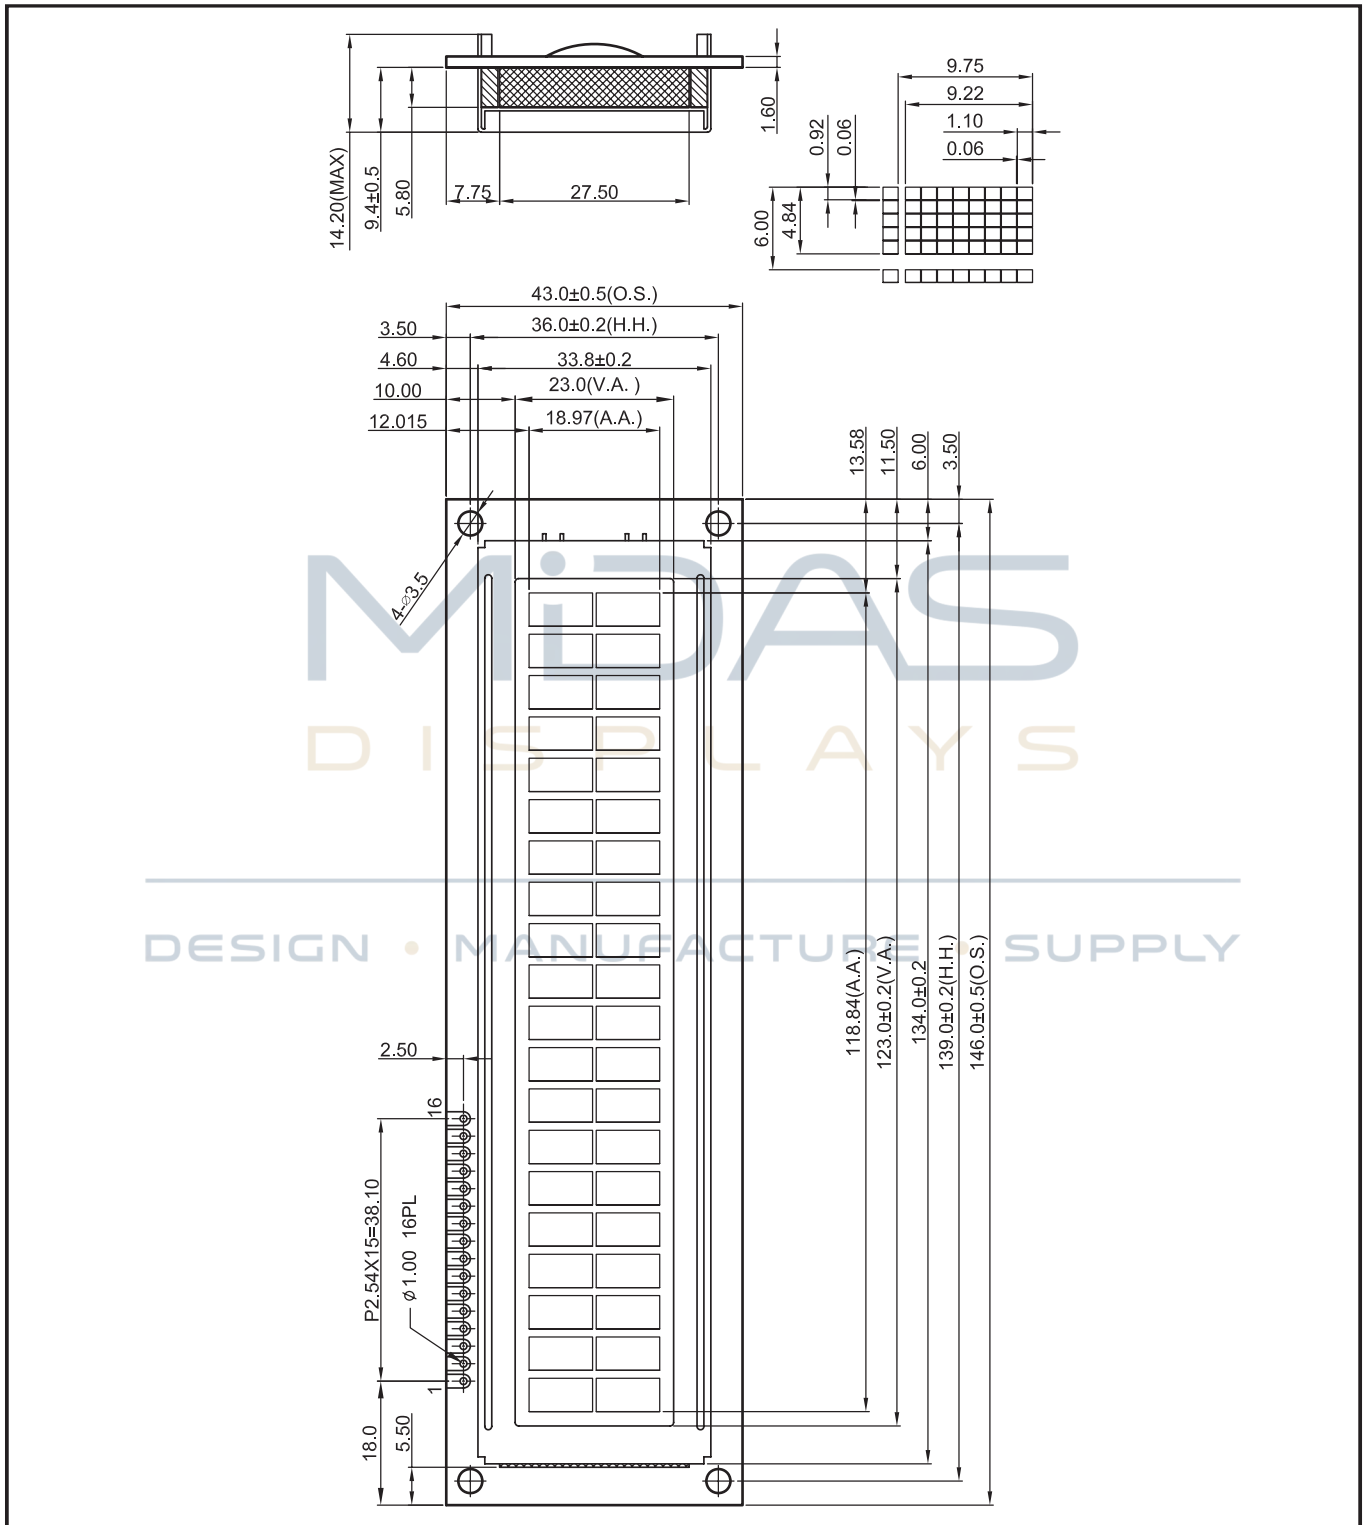 14.20(MAX)
9.4±0.5
5.80
7.75
27.50
1.60
9.75
9.22
1.10
0.06
0.92
0.06
6.00
4.84
43.0±0.5(O.S.)
3.50
36.0±0.2(H.H.)
4.60
33.8±0.2
10.00
23.0(V.A. )
12.015
18.97(A.A.)
13.58
11.50
6.00
3.50
4-⌀3.5
MiDAS
DISPLAYS
DESIGN • MANUFACTURE • SUPPLY
118.84(A.A.)
123.0±0.2(V.A.)
134.0±0.2
139.0±0.2(H.H.)
146.0±0.5(O.S.)
2.50
16
P2.54X15=38.10
⌀1.00 16PL
1
18.0
5.50